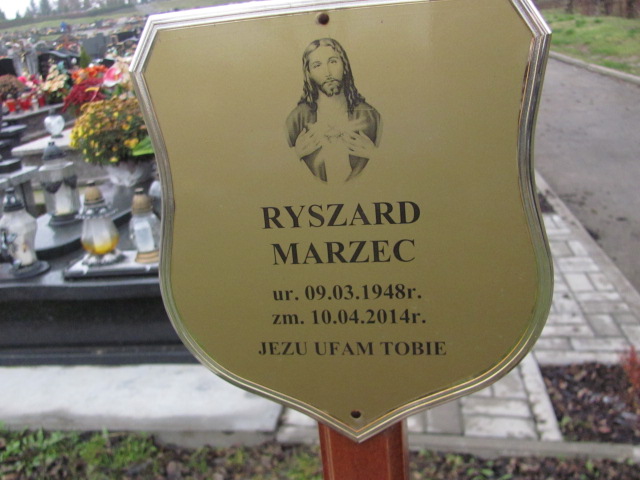 RYSZARD
MARZEC
ur. 09.03.1948r.
zm. 10.04.2014r.
JEZU UFAM TOBIE